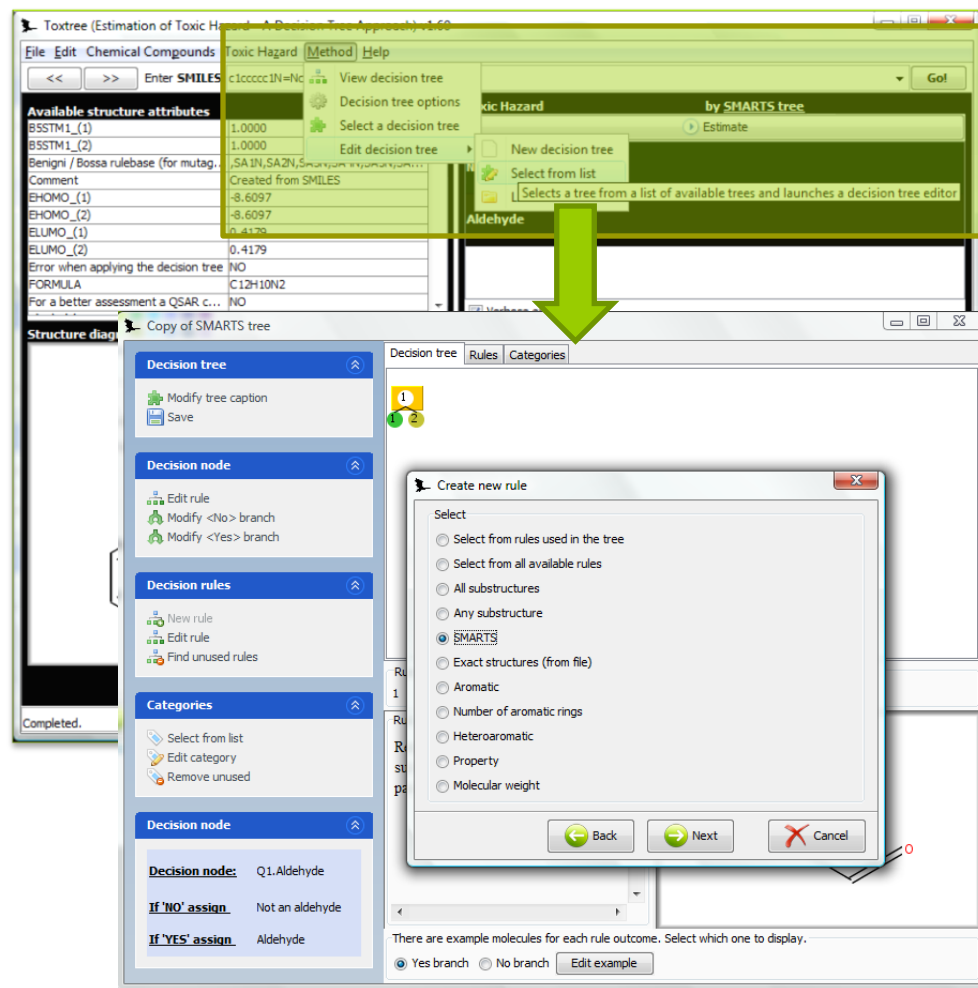 Toxtree (Estimation of Toxic Hazard - A Decision Tree Approach) v1.60
File Edit Chemical Compounds Toxic Hazard Method Help
<< >> Enter SMILES c1ccccc1N=Nc Go!
View decision tree
Decision tree options
Select a decision tree
Edit decision tree
New decision tree
Select from list
Selects a tree from a list of available trees and launches a decision tree editor
Available structure attributes
B5STM1_(1) 1.0000
B5STM1_(2) 1.0000
Benigni / Bossa rulebase (for mutag...
Comment Created from SMILES
EHOMO_(1) -8.6097
EHOMO_(2) -8.6097
ELUMO_(1) 0.4179
ELUMO_(2) 0.4179
Error when applying the decision tree NO
FORMULA C12H10N2
For a better assessment a QSAR c... NO
xic Hazard by SMARTS tree
Estimate
Aldehyde
Structure diag
Completed.
Copy of SMARTS tree
Decision tree
Modify tree caption
Save
Decision node
Edit rule
Modify <No> branch
Modify <Yes> branch
Decision rules
New rule
Edit rule
Find unused rules
Categories
Select from list
Edit category
Remove unused
Decision node
Decision node: Q1.Aldehyde
If 'NO' assign Not an aldehyde
If 'YES' assign Aldehyde
Decision tree Rules Categories
1
1 2
Create new rule
Select
Select from rules used in the tree
Select from all available rules
All substructures
Any substructure
SMARTS
Exact structures (from file)
Aromatic
Number of aromatic rings
Heteroaromatic
Property
Molecular weight
Back Next Cancel
Ru
1
Ru
Re
su
pa
O
There are example molecules for each rule outcome. Select which one to display.
Yes branch No branch Edit example